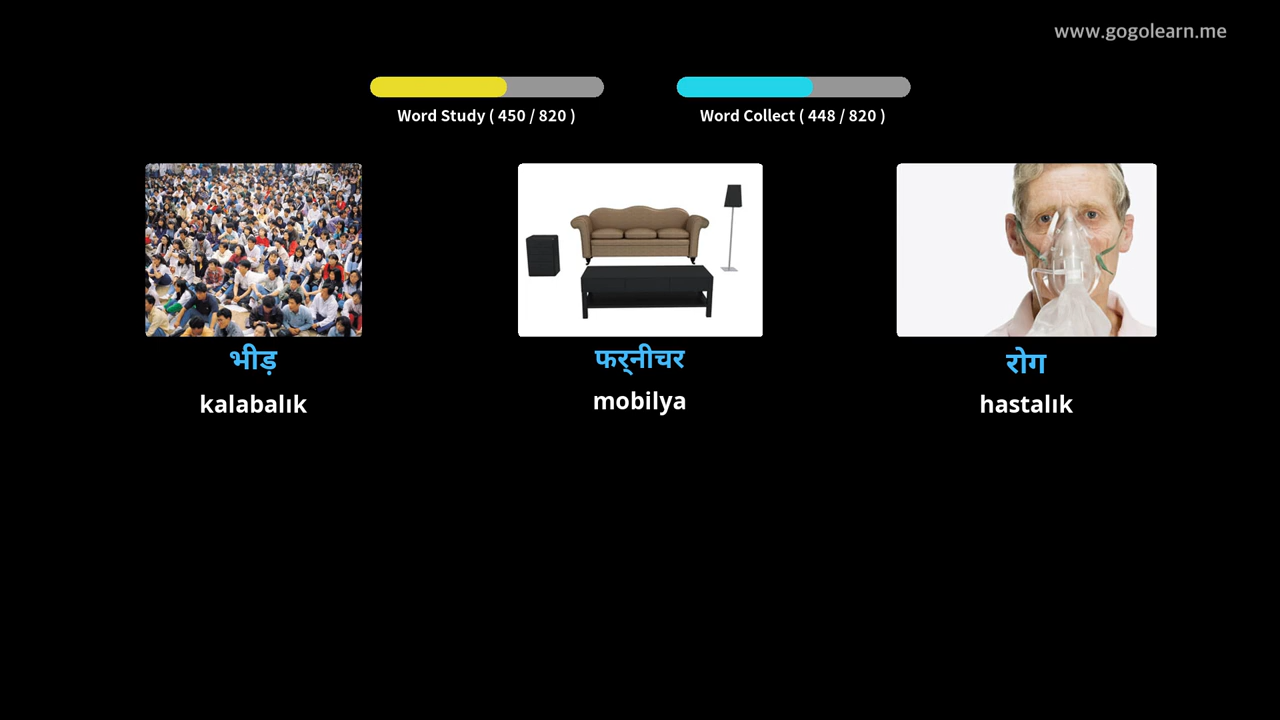 www.gogolearn.me
Word Study ( 450 / 820 )
Word Collect ( 448 / 820 )
भीड़
kalabalık
फर्‌नीचर
mobilya
रोग
hastalık